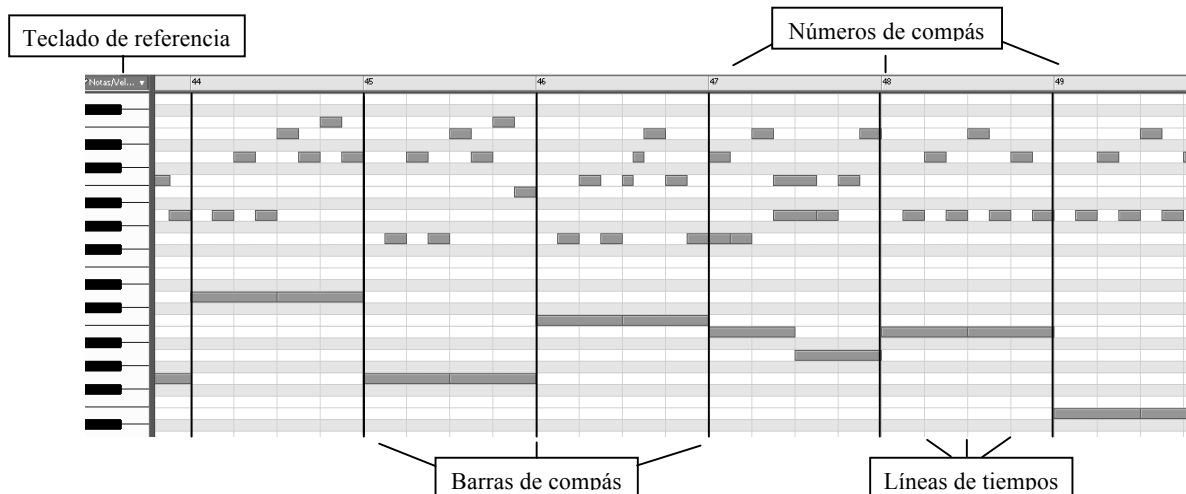 Teclado de referencia
Números de compás
Notas/Vel...
44
45
46
47
48
49
Barras de compás
Líneas de tiempos